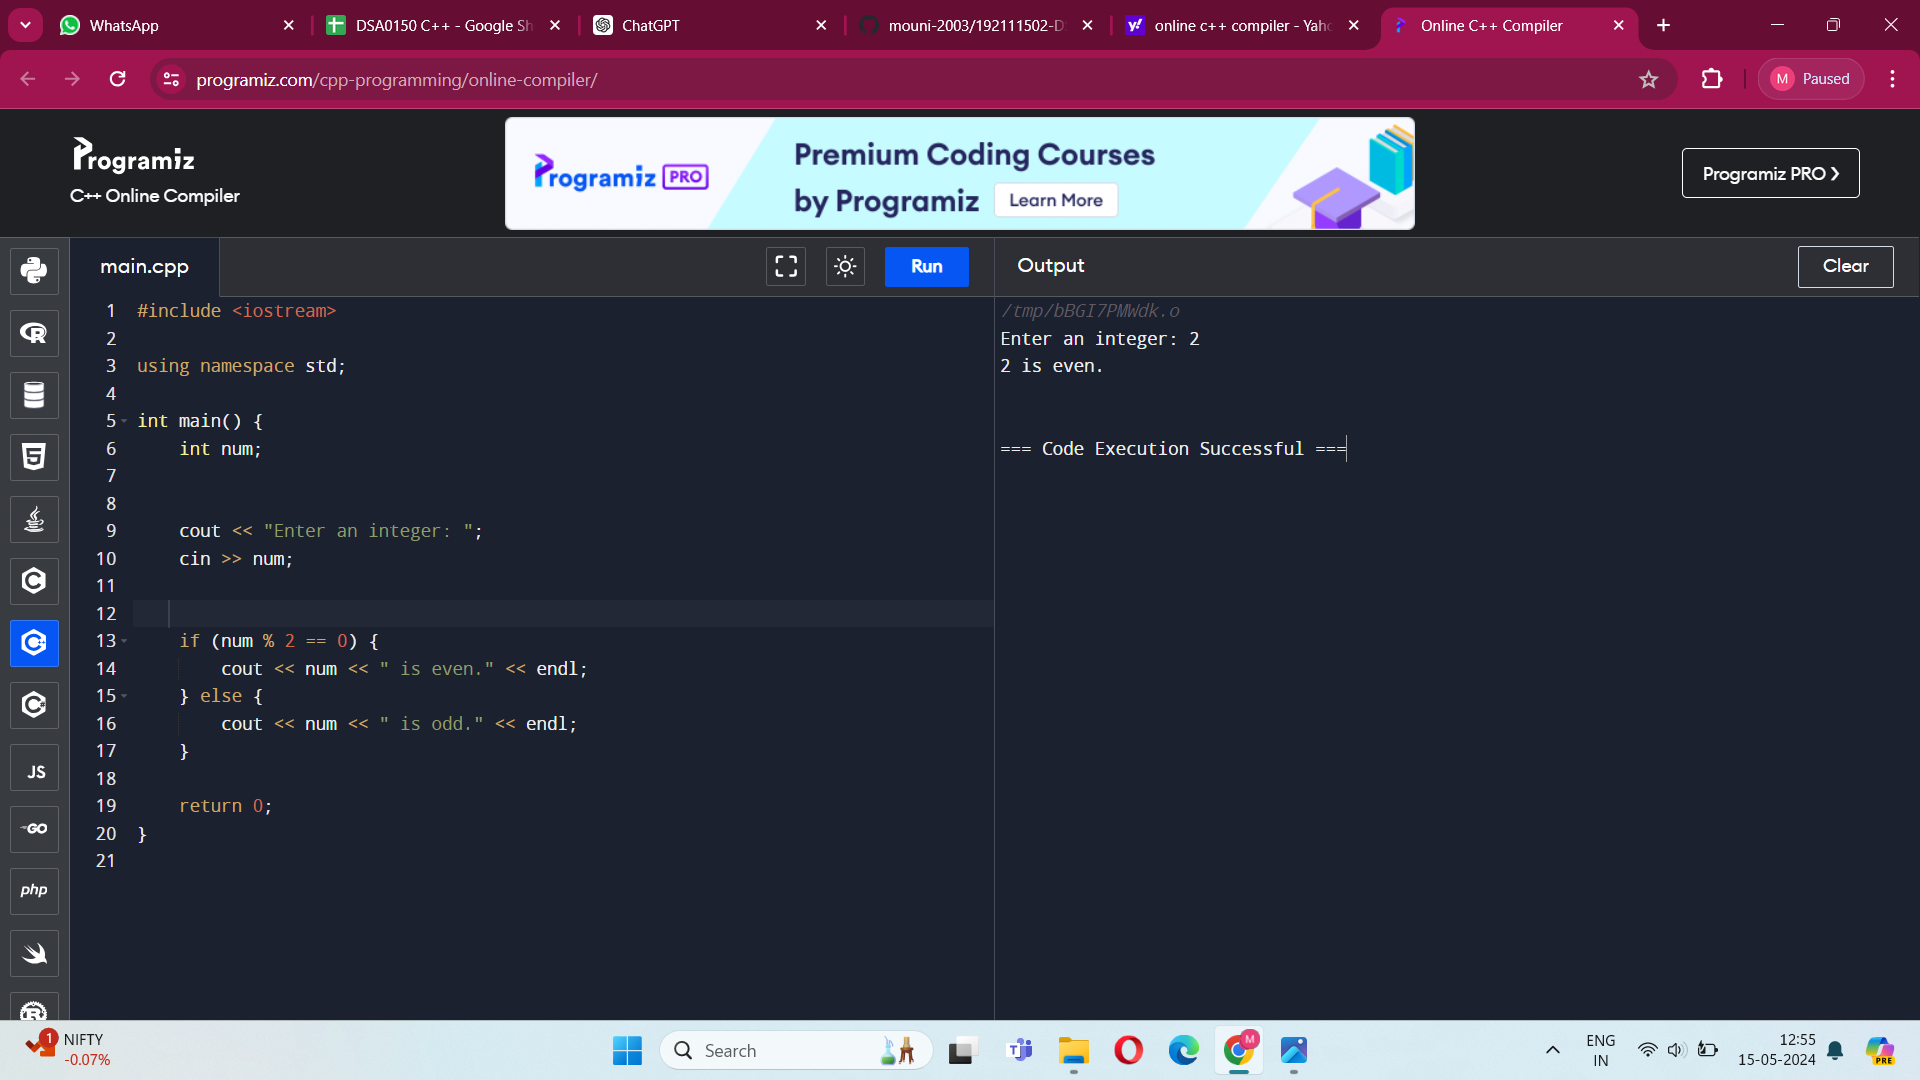 WhatsApp
DSA0150 C++ - Google Sh
ChatGPT
mouni-2003/192111502-DS
online c++ compiler - Yaho
Online C++ Compiler
programiz.com/cpp-programming/online-compiler/
M Paused
Programiz
C++ Online Compiler
Programiz PRO
Premium Coding Courses
by Programiz
Learn More
Programiz PRO ❯
main.cpp
Run
Output
Clear
1 #include <iostream>
2
3 using namespace std;
4
5 int main() {
6     int num;
7
8
9     cout << "Enter an integer: ";
10     cin >> num;
11
12
13     if (num % 2 == 0) {
14         cout << num << " is even." << endl;
15     } else {
16         cout << num << " is odd." << endl;
17     }
18
19     return 0;
20 }
21
/tmp/bBGI7PMWdk.o
Enter an integer: 2
2 is even.
=== Code Execution Successful ===
R
5
C
C
C
JS
GO
php
R
1
NIFTY
-0.07%
Search
M
ENG
IN
12:55
15-05-2024
PRE